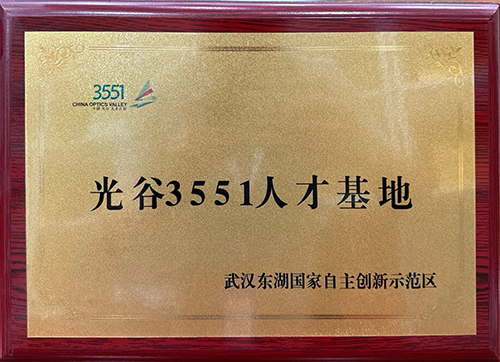 3551
CHINA OPTICS VALLEY
光谷3551人才基地
武汉东湖国家自主创新示范区